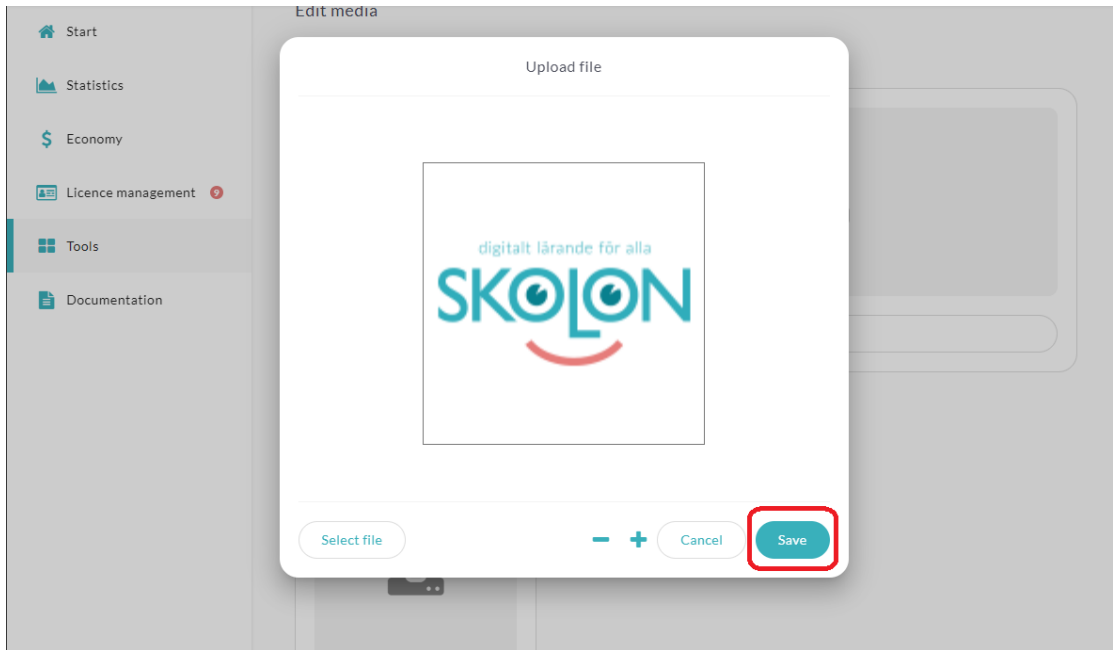 Edit media
Start
Statistics
Economy
Licence management 9
Tools
Documentation
Upload file
digitalt lärande för alla
SKOLON
Select file
Cancel
Save